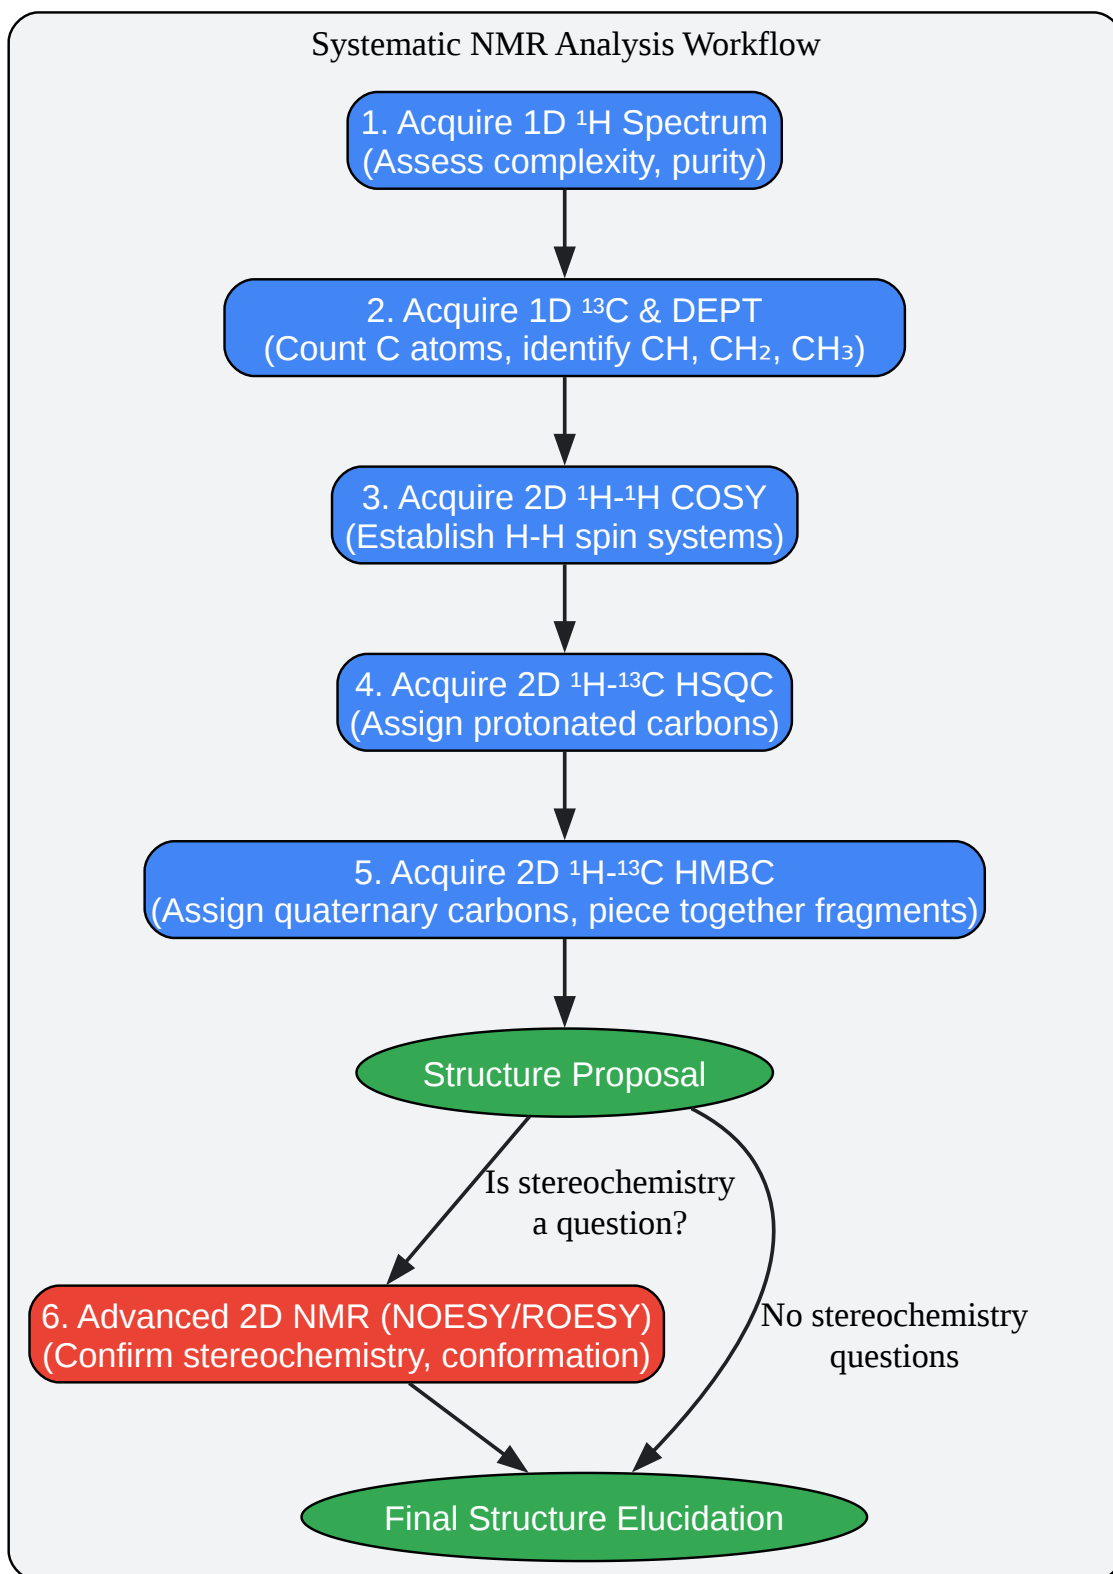 Systematic NMR Analysis Workflow
1. Acquire 1D ¹H Spectrum
(Assess complexity, purity)
2. Acquire 1D ¹³C & DEPT
(Count C atoms, identify CH, CH₂, CH₃)
3. Acquire 2D ¹H-¹H COSY
(Establish H-H spin systems)
4. Acquire 2D ¹H-¹³C HSQC
(Assign protonated carbons)
5. Acquire 2D ¹H-¹³C HMBC
(Assign quaternary carbons, piece together fragments)
Structure Proposal
Is stereochemistry
a question?
6. Advanced 2D NMR (NOESY/ROESY)
(Confirm stereochemistry, conformation)
No stereochemistry
questions
Final Structure Elucidation